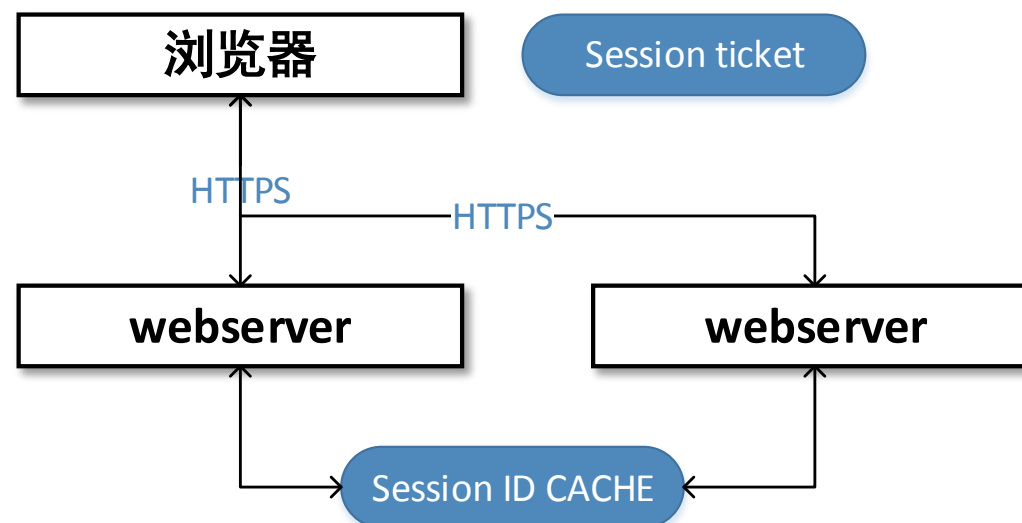 浏览器
Session ticket
HTTPS
HTTPS
webserver
webserver
Session ID CACHE